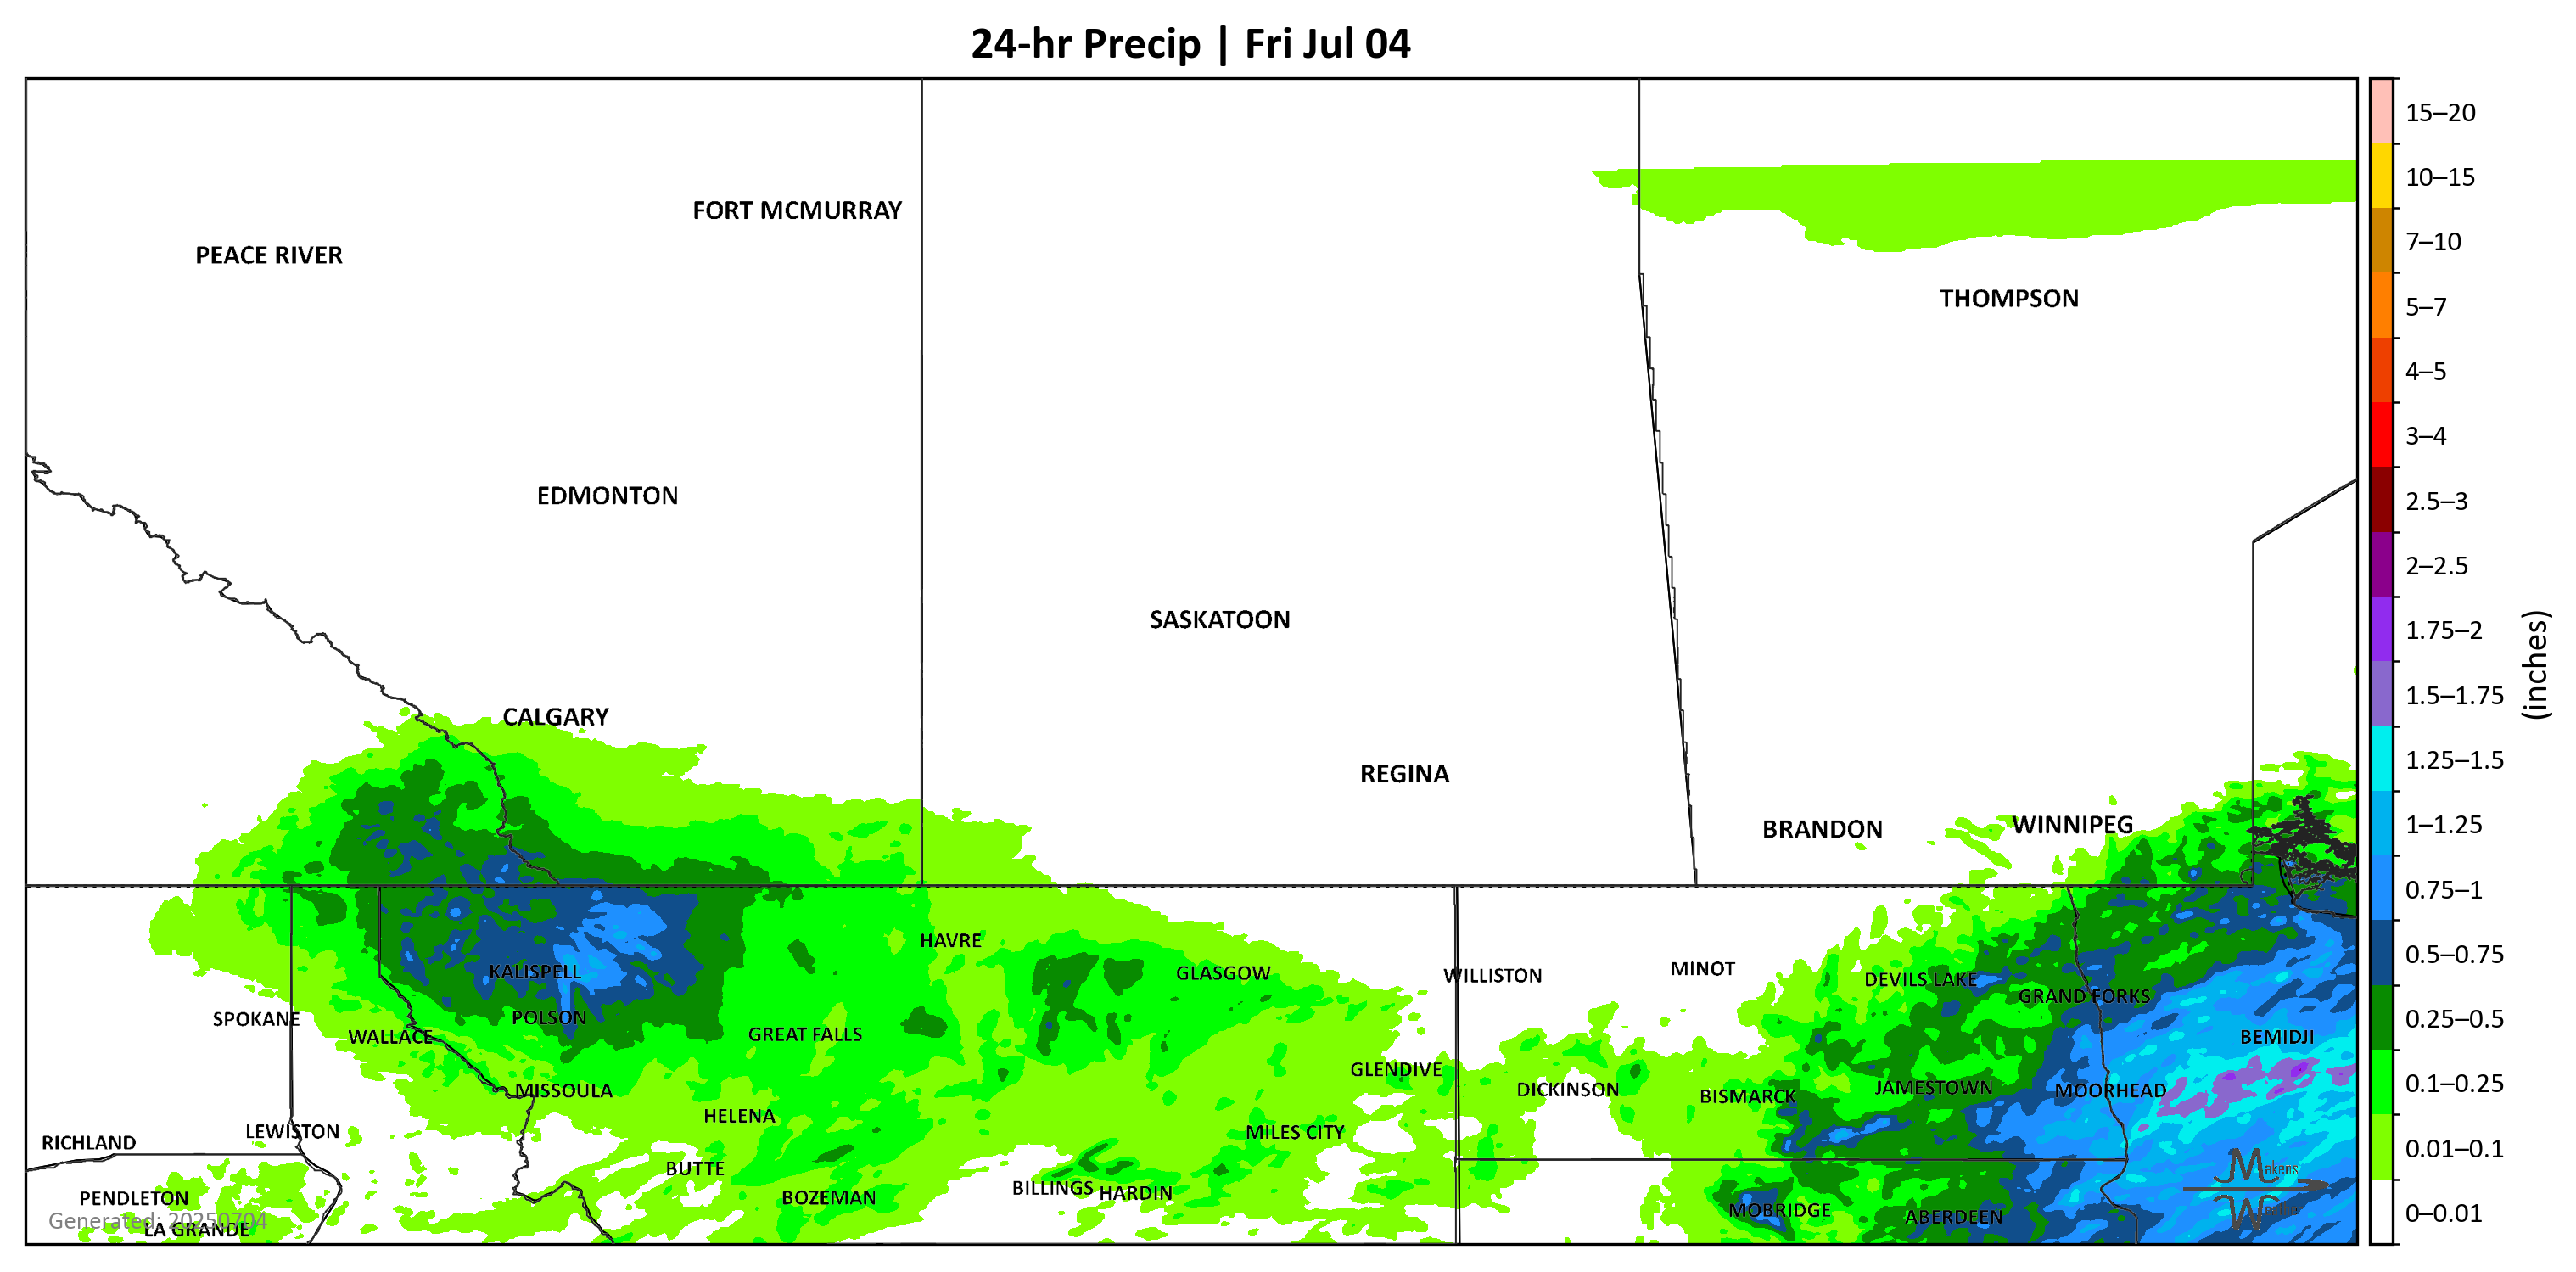 24-hr Precip | Fri Jul 04
15–20
10–15
FORT MCMURRAY
7–10
PEACE RIVER
THOMPSON
5–7
4–5
3–4
EDMONTON
2.5–3
2–2.5
SASKATOON
1.75–2
(inches)
1.5–1.75
CALGARY
1.25–1.5
REGINA
WINNIPEG
1–1.25
BRANDON
0.75–1
HAVRE
0.5–0.75
MINOT
KALISPELL
GLASGOW
WILLISTON
DEVILS LAKE
GRAND FORKS
POLSON
SPOKANE
0.25–0.5
GREAT FALLS
WALLACE
BEMIDJI
GLENDIVE
0.1–0.25
JAMESTOWN
DICKINSON
MISSOULA
MOORHEAD
BISMARCK
HELENA
LEWISTON
MILES CITY
RICHLAND
0.01–0.1
BUTTE
Makens
BILLINGS
HARDIN
PENDLETON
BOZEMAN
MOBRIDGE
0–0.01
ABERDEEN
Generated: 20250704
LA GRANDE